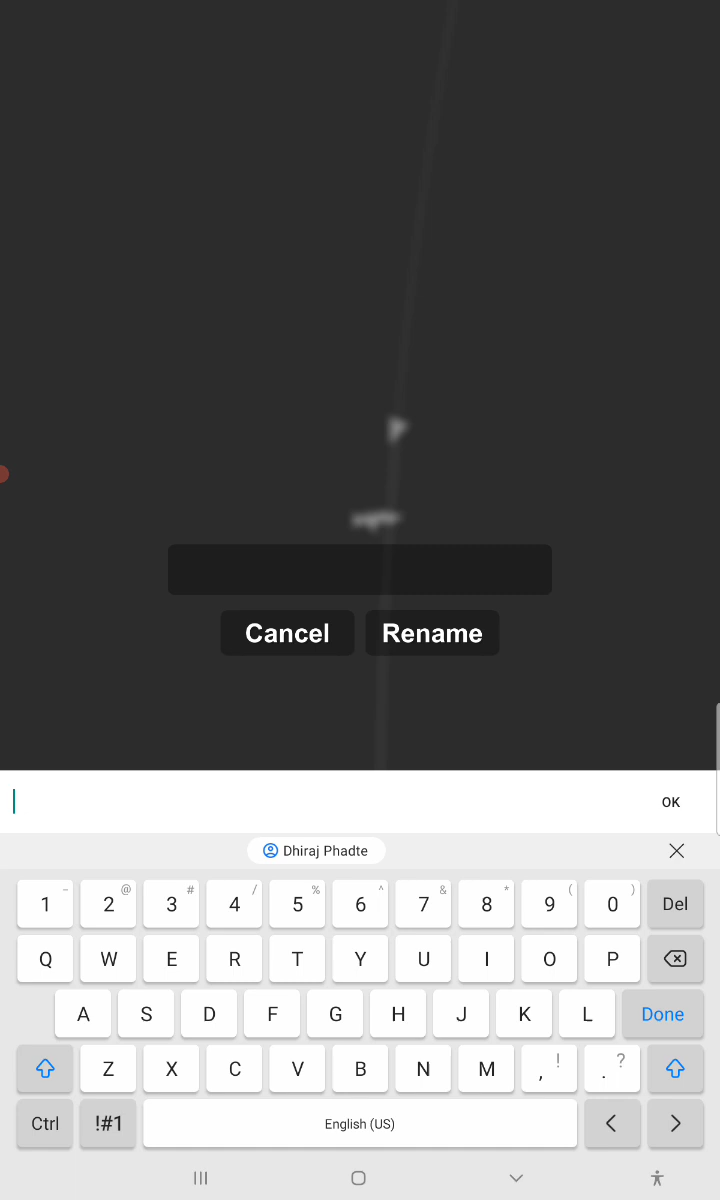 Cancel Rename
OK
Dhiraj Phadte
1 - 2 @ 3 # 4 / 5 % 6 ^ 7 & 8 * 9 ( 0 ) Del
Q W E R T Y U I O P
A S D F G H J K L Done
Z X C V B N M , ! . ?
Ctrl !#1 English (US) < >